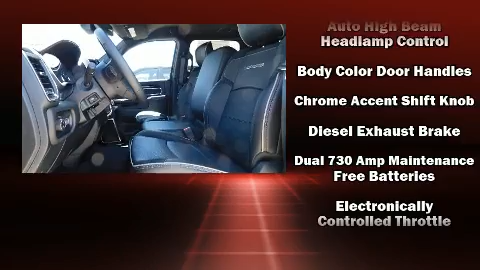 Auto High Beam
Headlamp Control
Body Color Door Handles
Chrome Accent Shift Knob
Diesel Exhaust Brake
Dual 730 Amp Maintenance
Free Batteries
Electronically
Controlled Throttle